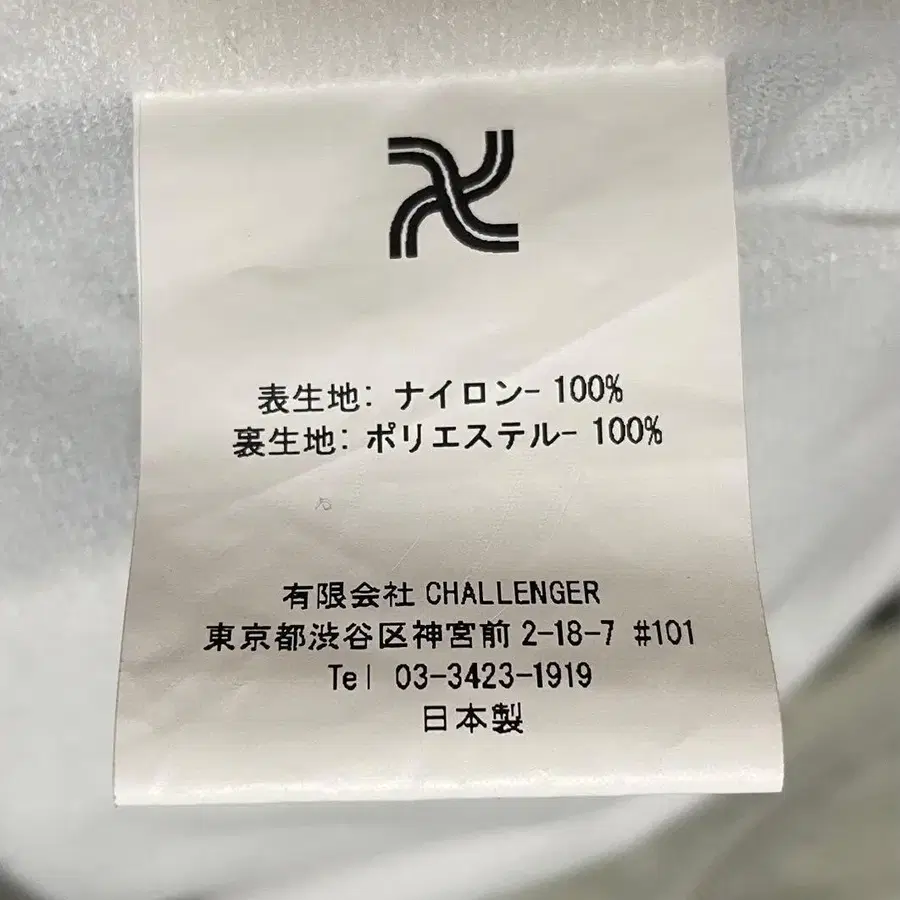 表生地: ナイロン- 100%
裏生地: ポリエステル- 100%
有限会社 CHALLENGER
東京都渋谷区神宮前 2-18-7 #101
Tel 03-3423-1919
日本製